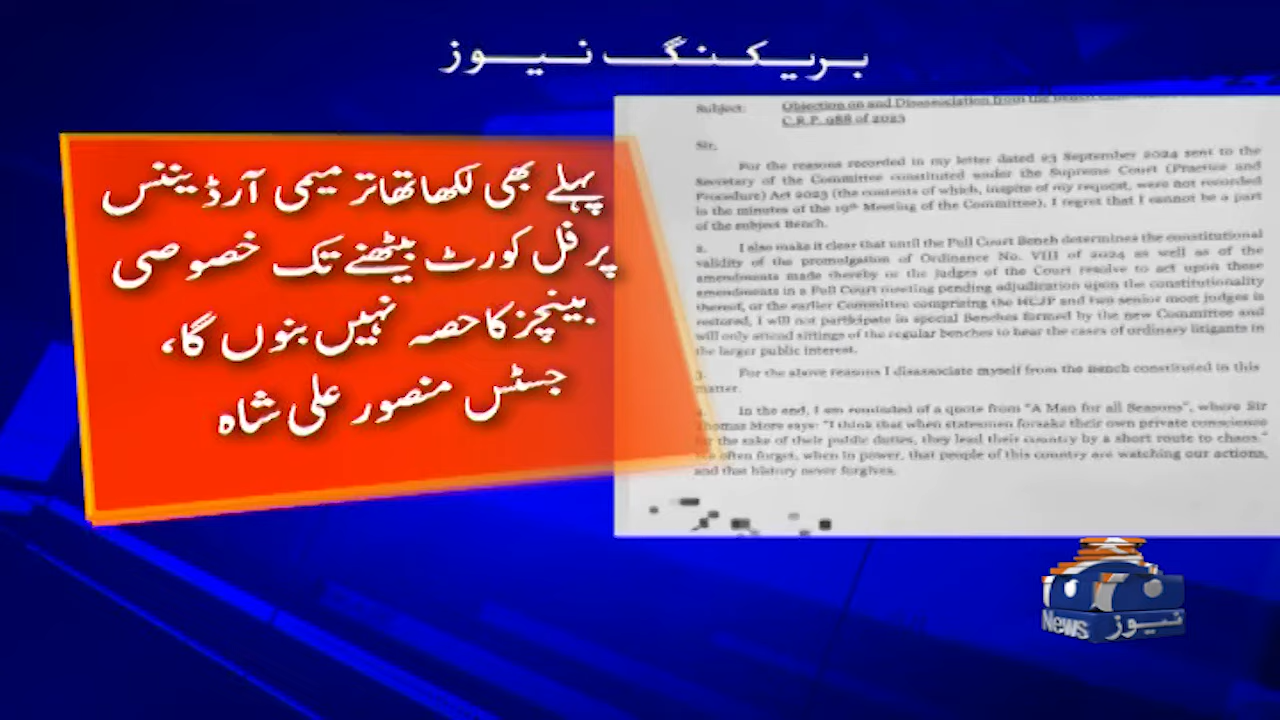 بریکنگ نیوز
پہلے بھی لکھا تھا ترمیمی آرڈیننس
پر فل کورٹ بیٹھنے تک خصوصی
بینچز کا حصہ نہیں بنوں گا،
جسٹس منصور علی شاہ
Subject: Objection on and Disassociation from the Bench
C.R.P. 988 of 2023
Sir,
For the reasons recorded in my letter dated 23 September 2024 sent to the
Secretary of the Committee constituted under the Supreme Court (Practice and
Procedure) Act 2023 (the contents of which, inspite of my request, were not recorded
in the minutes of the 19th Meeting of the Committee), I regret that I cannot be a part
of the subject Bench.
2. I also make it clear that until the Full Court Bench determines the constitutional
validity of the promulgation of Ordinance No. VIII of 2024 as well as of the
amendments made thereby or the Judges of the Court resolve to act upon those
amendments in a Full Court meeting pending adjudication upon the constitutionality
thereof, or the earlier Committee comprising the HCJP and two senior most judges is
restored, I will not participate in special Benches formed by the new Committee and
will only attend sittings of the regular benches to hear the cases of ordinary litigants in
the larger public interest.
3. For the above reasons I disassociate myself from the Bench constituted in this
matter.
In the end, I am reminded of a quote from "A Man for all Seasons", where Sir
Thomas More says: "I think that when statesmen forsake their own private conscience
for the sake of their public duties, they lead their country by a short route to chaos."
We often forget, when in power, that people of this country are watching our actions,
and that history never forgives.
News نیوز